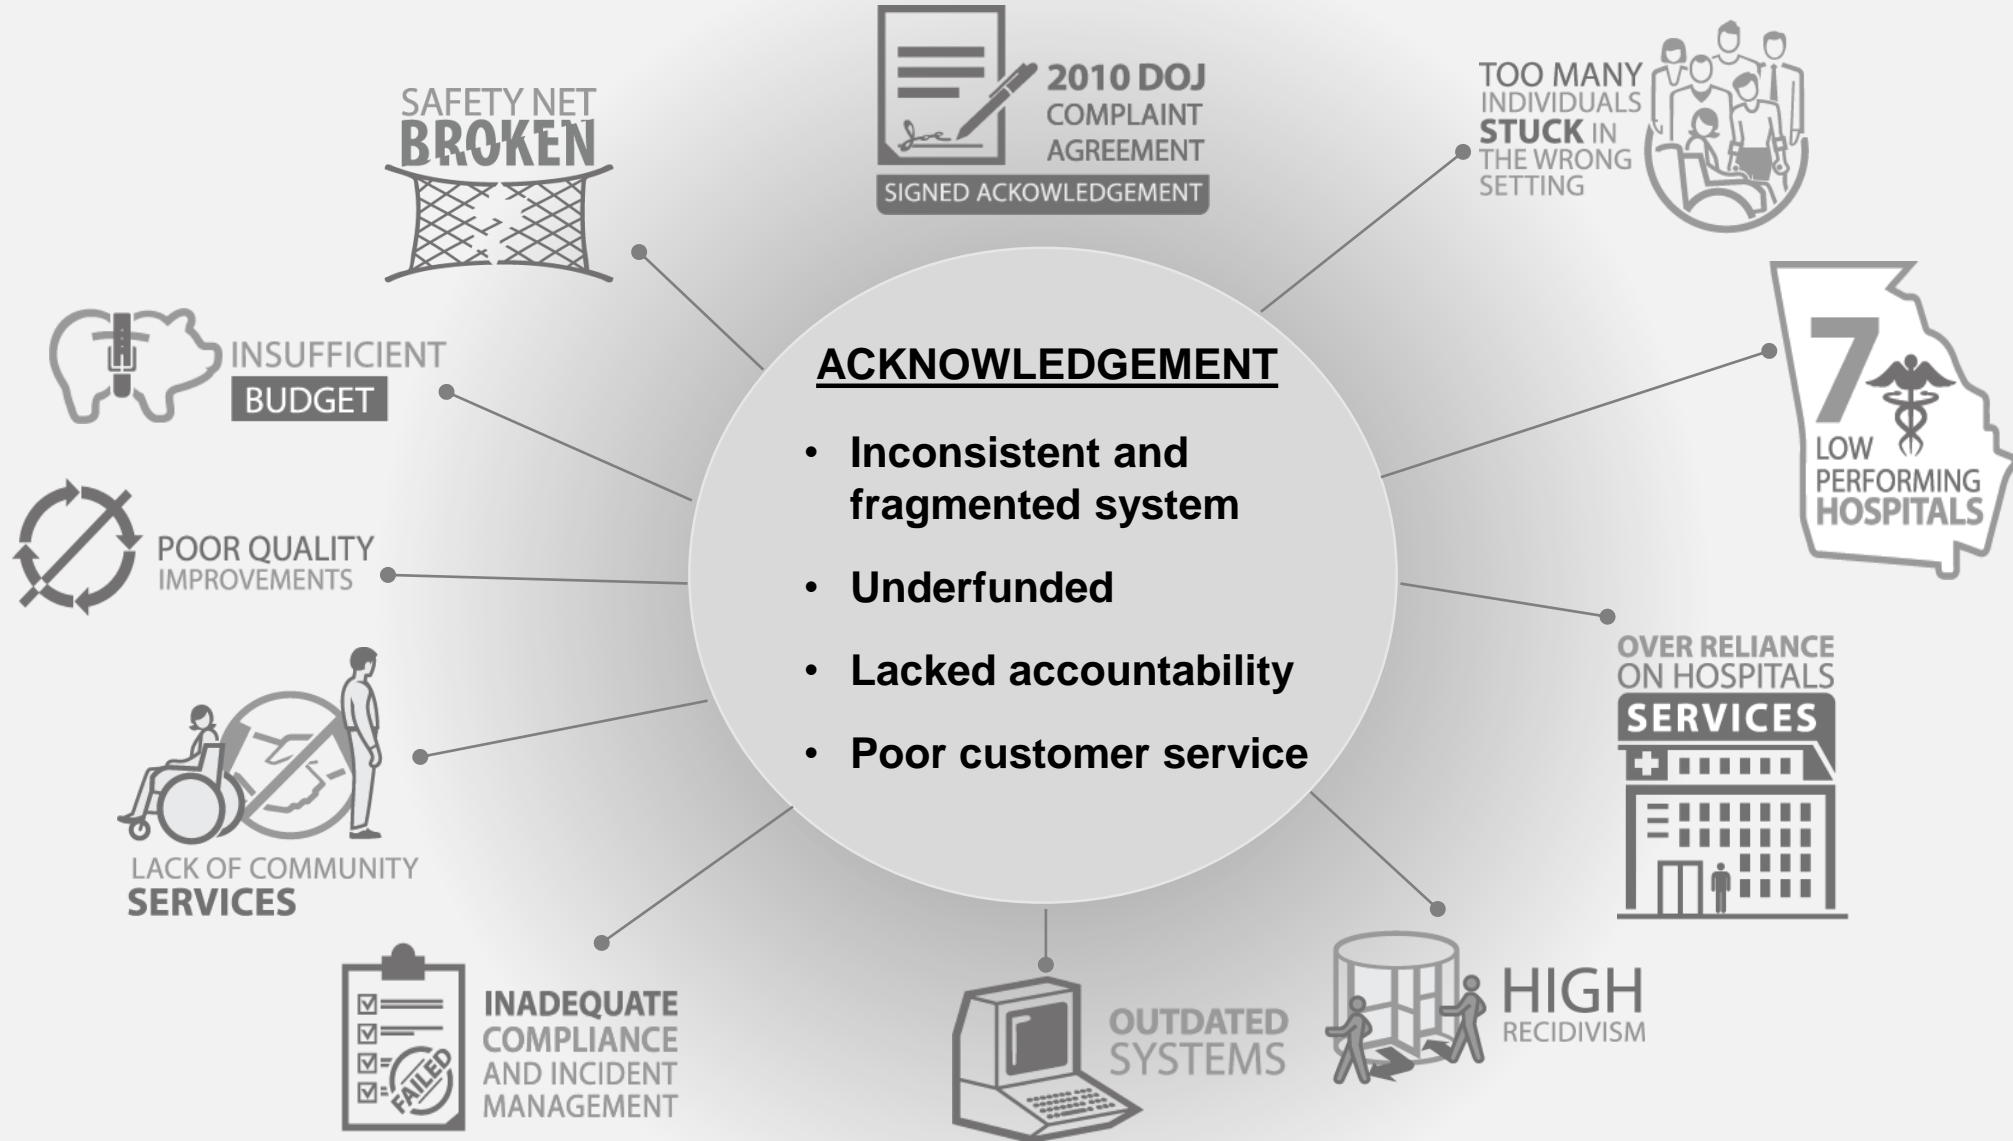 SAFETY NET
BROKEN
2010 DOJ
COMPLAINT
AGREEMENT
SIGNED ACKOWLEDGEMENT
TOO MANY
INDIVIDUALS
STUCK IN
THE WRONG
SETTING
INSUFFICIENT
BUDGET
7
LOW
PERFORMING
HOSPITALS
ACKNOWLEDGEMENT
• Inconsistent and
fragmented system
• Underfunded
• Lacked accountability
• Poor customer service
POOR QUALITY
IMPROVEMENTS
OVER RELIANCE
ON HOSPITALS
SERVICES
LACK OF COMMUNITY
SERVICES
INADEQUATE
COMPLIANCE
AND INCIDENT
MANAGEMENT
FAILED
OUTDATED
SYSTEMS
HIGH
RECIDIVISM